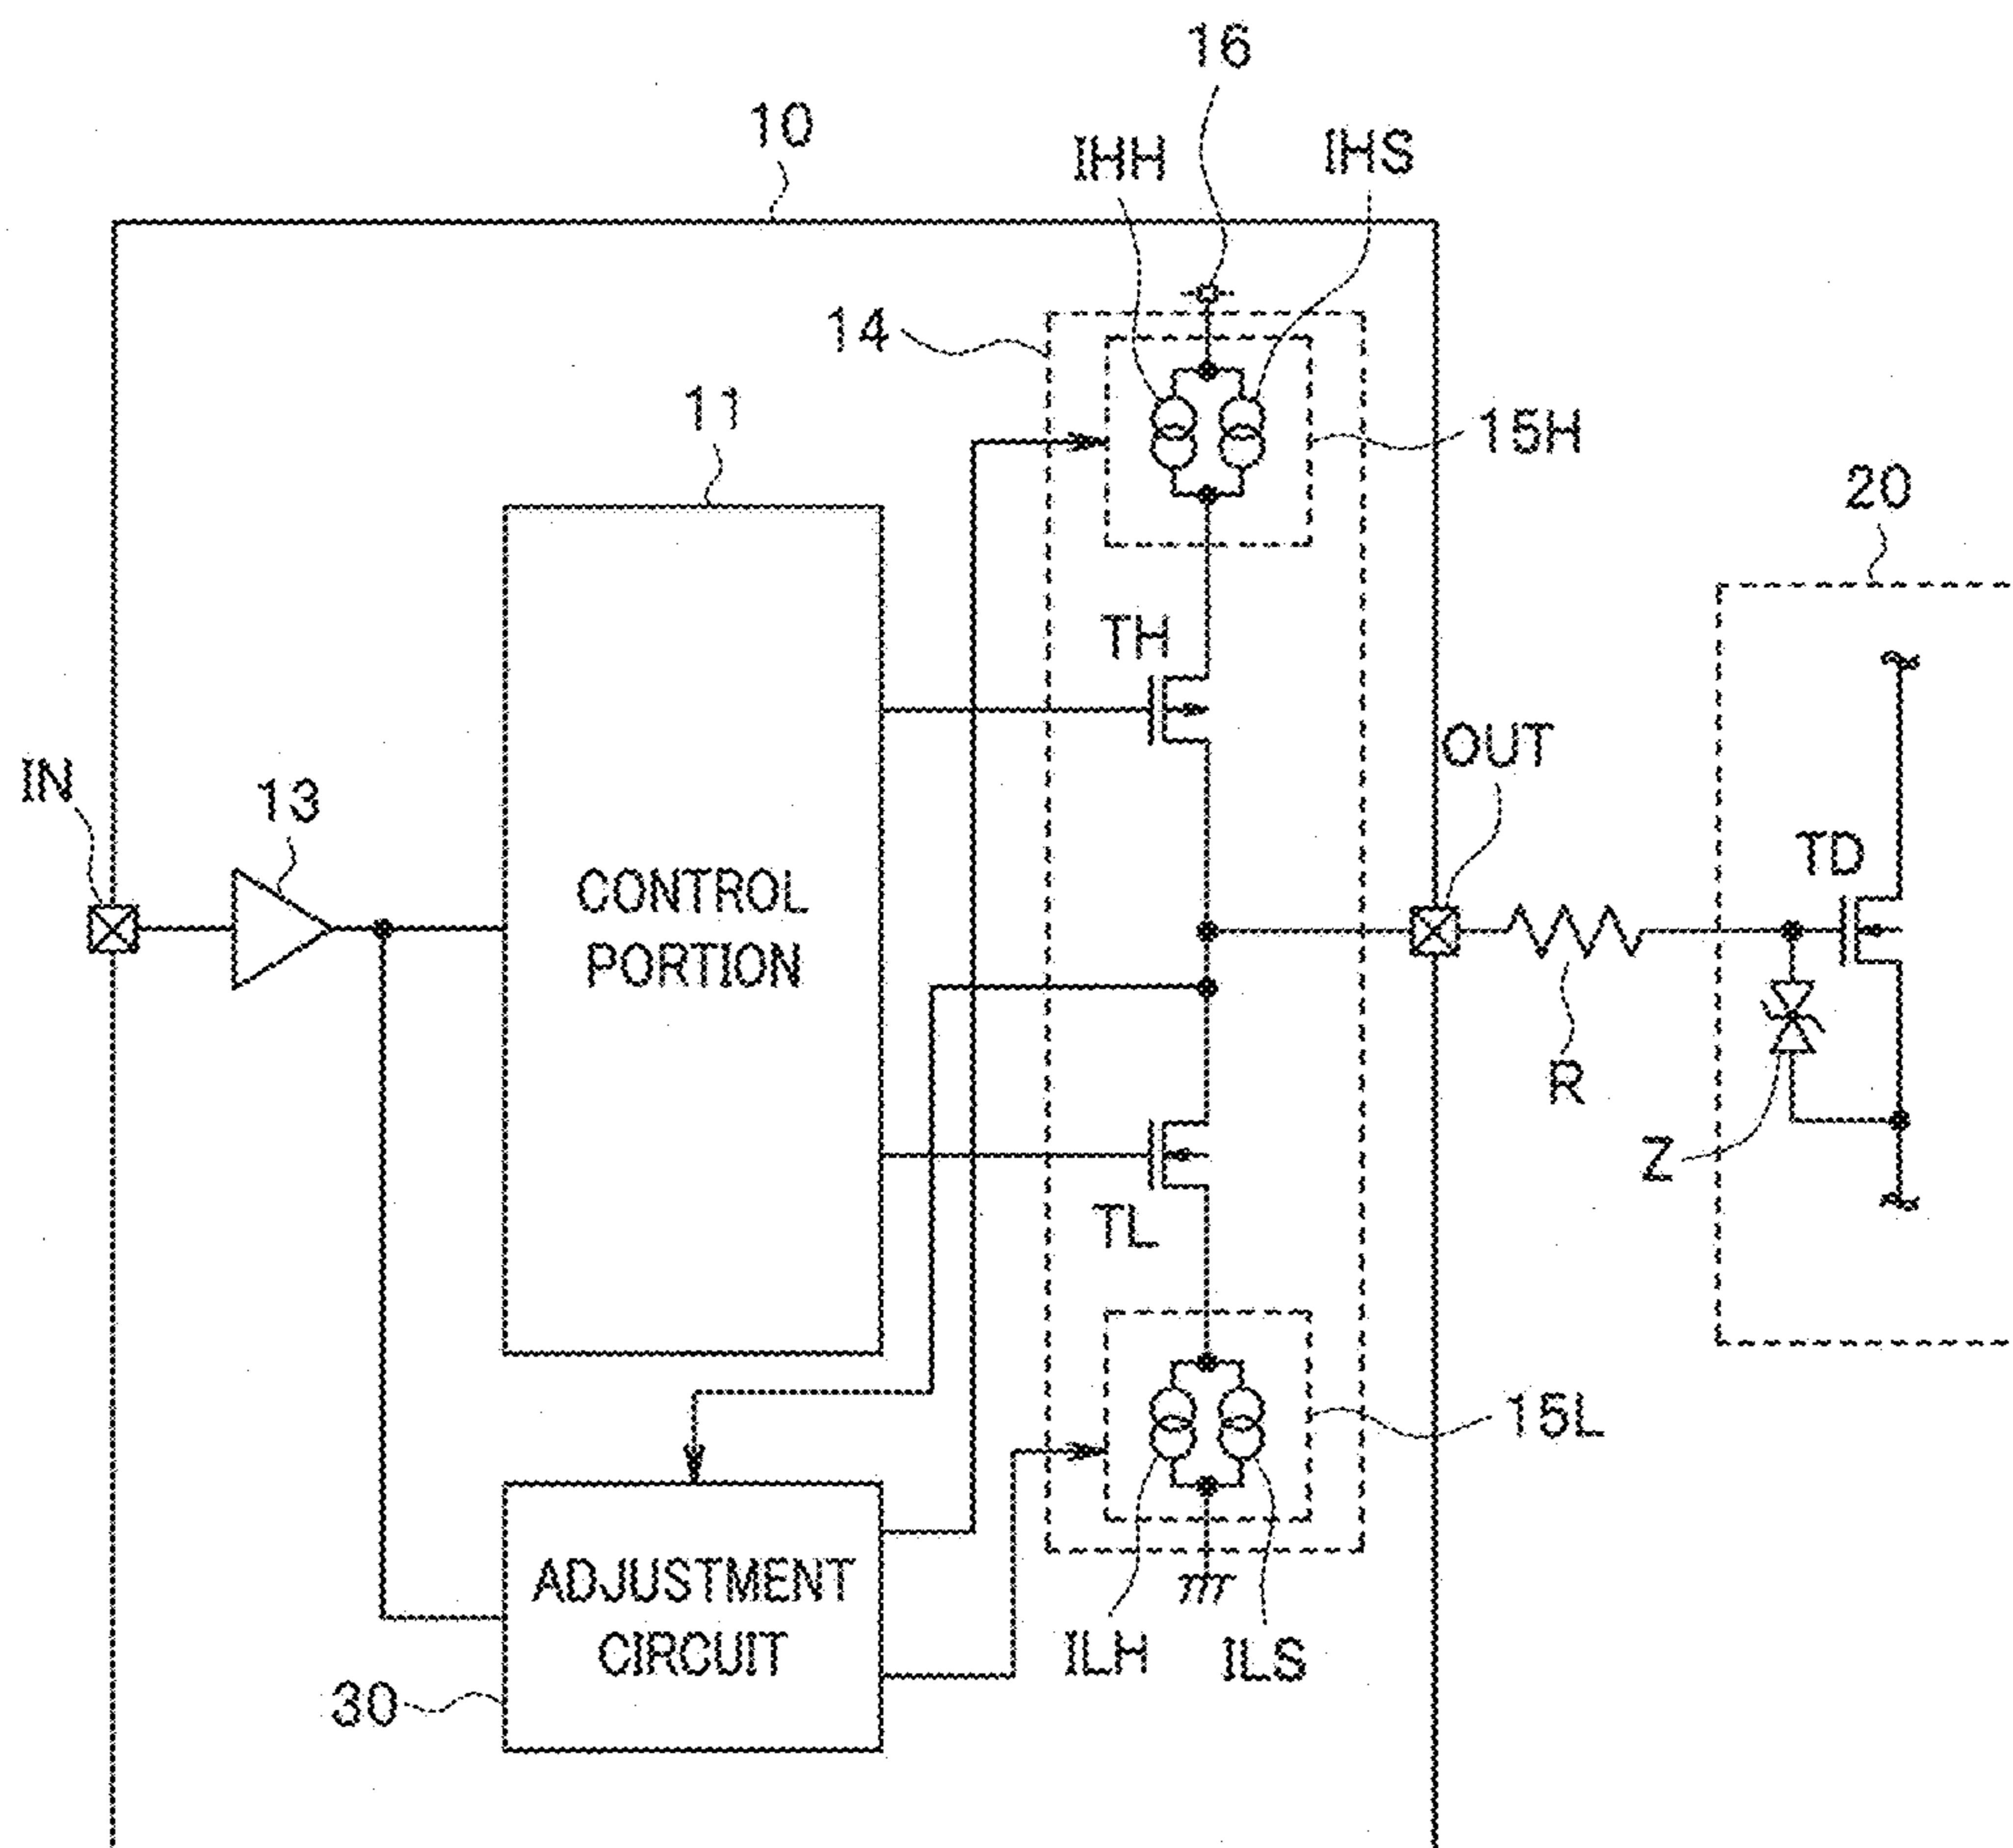 16
10
IHH
IHS
14
11
15H
20
TH
IN
13
OUT
TD
CONTROL
PORTION
R
Z
TL
15L
ADJUSTMENT
CIRCUIT
ILH
ILS
30